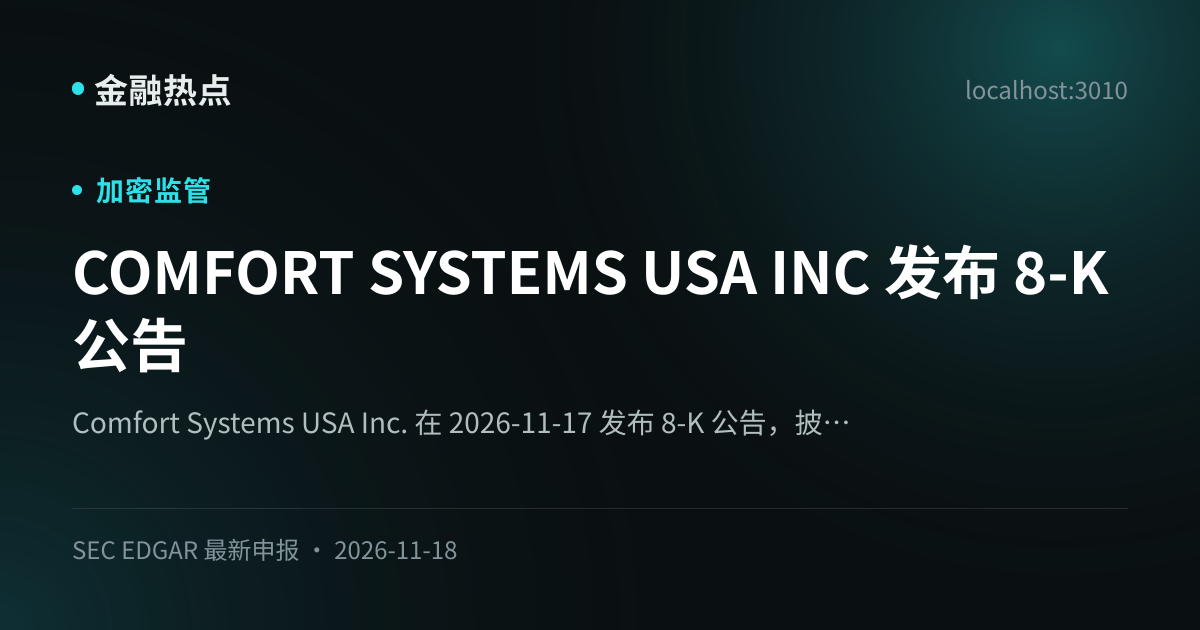 金融热点
localhost:3010
加密监管
COMFORT SYSTEMS USA INC 发布 8-K
公告
Comfort Systems USA Inc. 在 2026-11-17 发布 8-K 公告，披…
SEC EDGAR 最新申报 · 2026-11-18